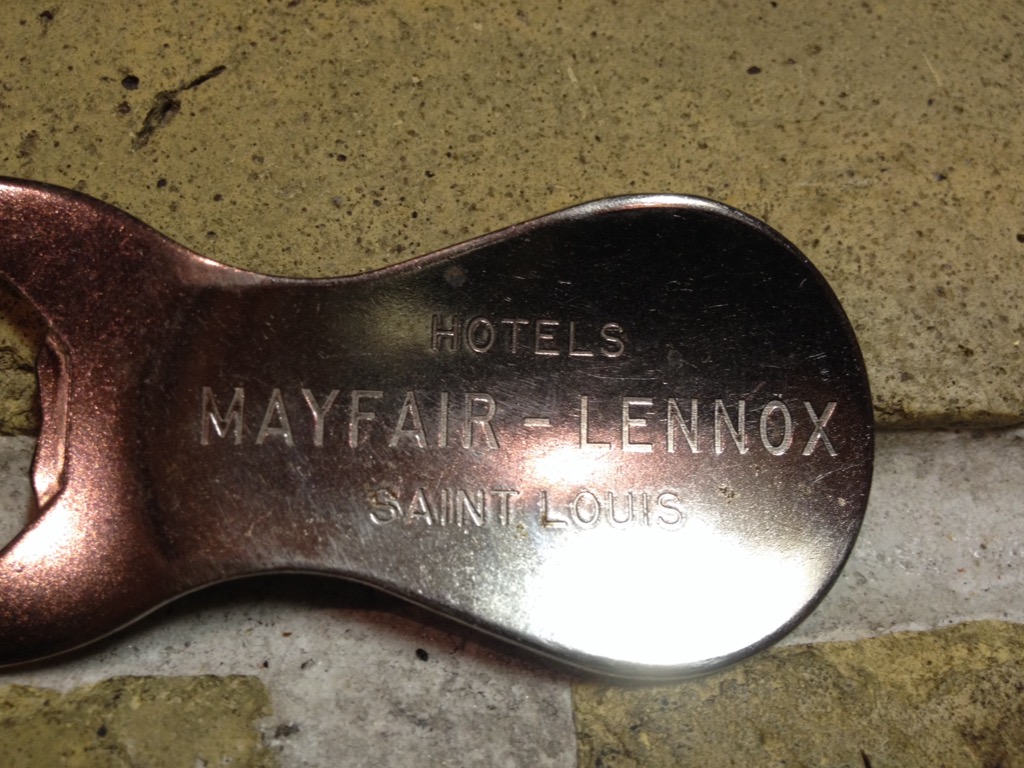 HOTELS
MAYFAIR - LENNOX
SAINT LOUIS